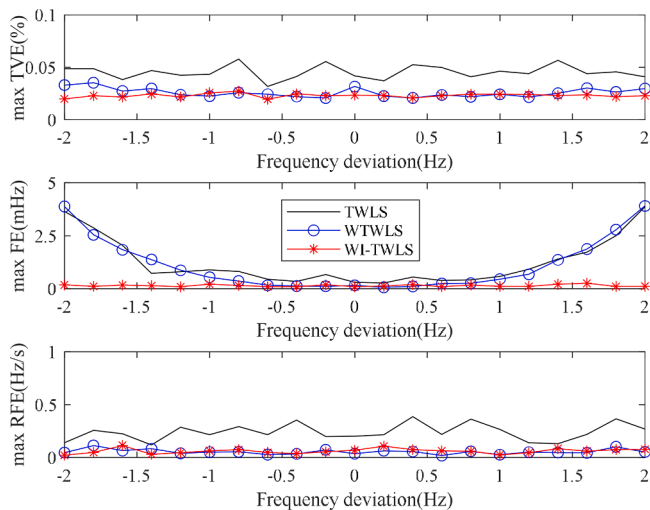 0.1
0.05
0
max TVE(%)
-2 -1.5 -1 -0.5 0 0.5 1 1.5 2
Frequency deviation(Hz)
5
2.5
0
max FE(mHz)
TWLS
WTWLS
WI-TWLS
-2 -1.5 -1 -0.5 0 0.5 1 1.5 2
Frequency deviation(Hz)
1
0.5
0
max RFE(Hz/s)
-2 -1.5 -1 -0.5 0 0.5 1 1.5 2
Frequency deviation(Hz)